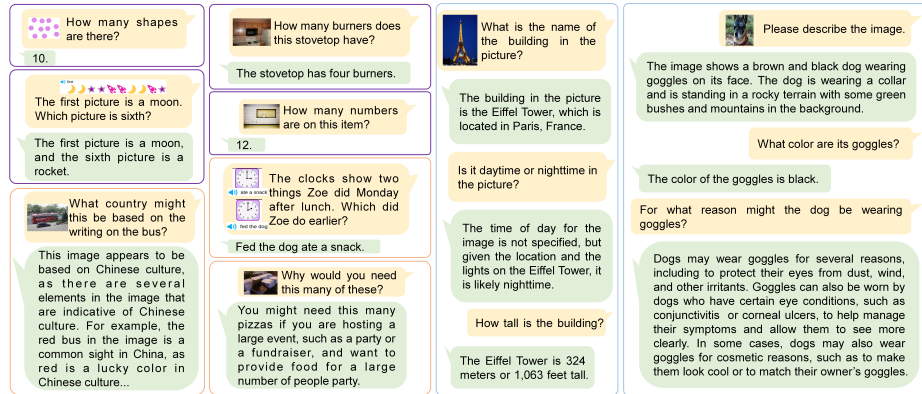 How many shapes
are there?
10.
first
The first picture is a moon.
Which picture is sixth?
The first picture is a moon,
and the sixth picture is a
rocket.
What country might
this be based on the
writing on the bus?
This image appears to be
based on Chinese culture,
as there are several
elements in the image that
are indicative of Chinese
culture. For example, the
red bus in the image is a
common sight in China, as
red is a lucky color in
Chinese culture...
How many burners does
this stovetop have?
The stovetop has four burners.
How many numbers
are on this item?
12.
ate a snack
fed the dog
The clocks show two
things Zoe did Monday
after lunch. Which did
Zoe do earlier?
Fed the dog ate a snack.
Why would you need
this many of these?
You might need this many
pizzas if you are hosting a
large event, such as a party or
a fundraiser, and want to
provide food for a large
number of people party.
What is the name of
the building in the
picture?
The building in the picture
is the Eiffel Tower, which is
located in Paris, France.
Is it daytime or nighttime in
the picture?
The time of day for the
image is not specified, but
given the location and the
lights on the Eiffel Tower, it
is likely nighttime.
How tall is the building?
The Eiffel Tower is 324
meters or 1,063 feet tall.
Please describe the image.
The image shows a brown and black dog wearing
goggles on its face. The dog is wearing a collar
and is standing in a rocky terrain with some green
bushes and mountains in the background.
What color are its goggles?
The color of the goggles is black.
For what reason might the dog be wearing
goggles?
Dogs may wear goggles for several reasons,
including to protect their eyes from dust, wind,
and other irritants. Goggles can also be worn by
dogs who have certain eye conditions, such as
conjunctivitis or corneal ulcers, to help manage
their symptoms and allow them to see more
clearly. In some cases, dogs may also wear
goggles for cosmetic reasons, such as to make
them look cool or to match their owner's goggles.